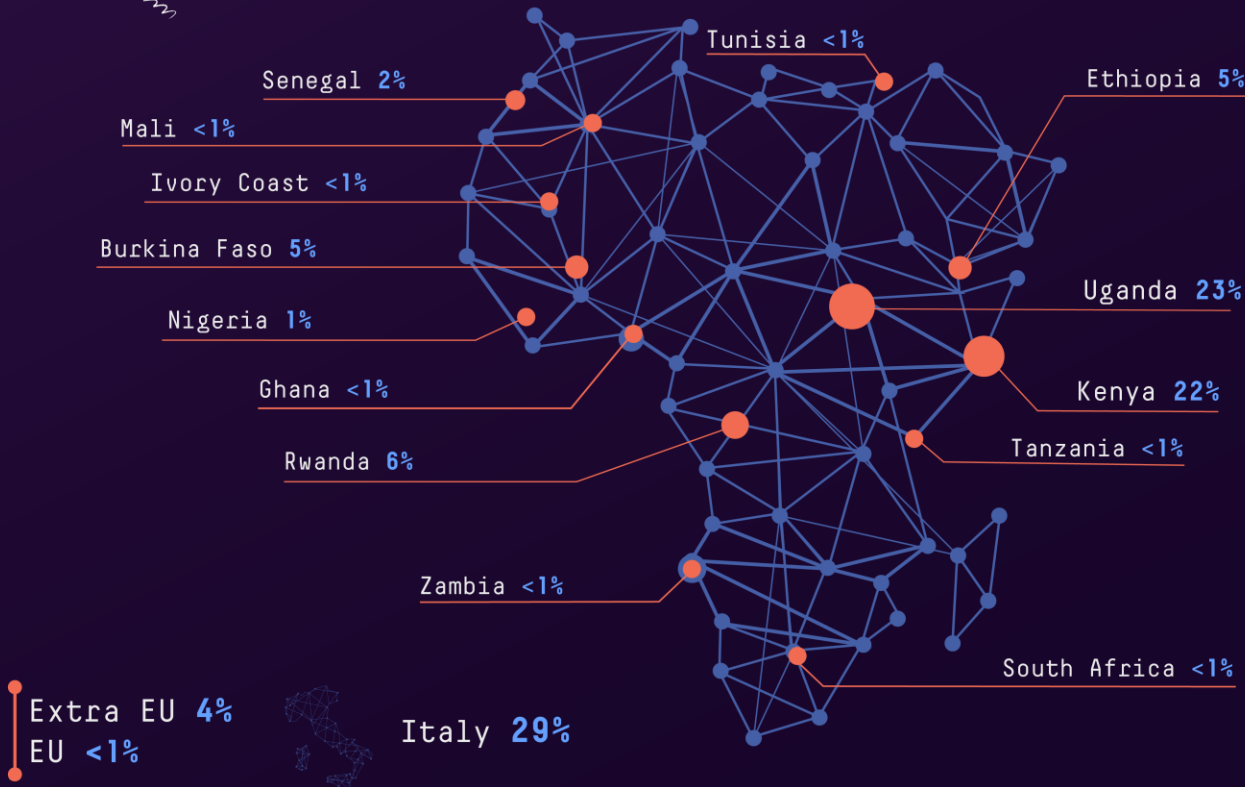 Tunisia <1%
Senegal 2%
Ethiopia 5%
Mali <1%
Ivory Coast <1%
Burkina Faso 5%
Uganda 23%
Nigeria 1%
Ghana <1%
Kenya 22%
Tanzania <1%
Rwanda 6%
Zambia <1%
South Africa <1%
Extra EU 4%
EU <1%
Italy 29%